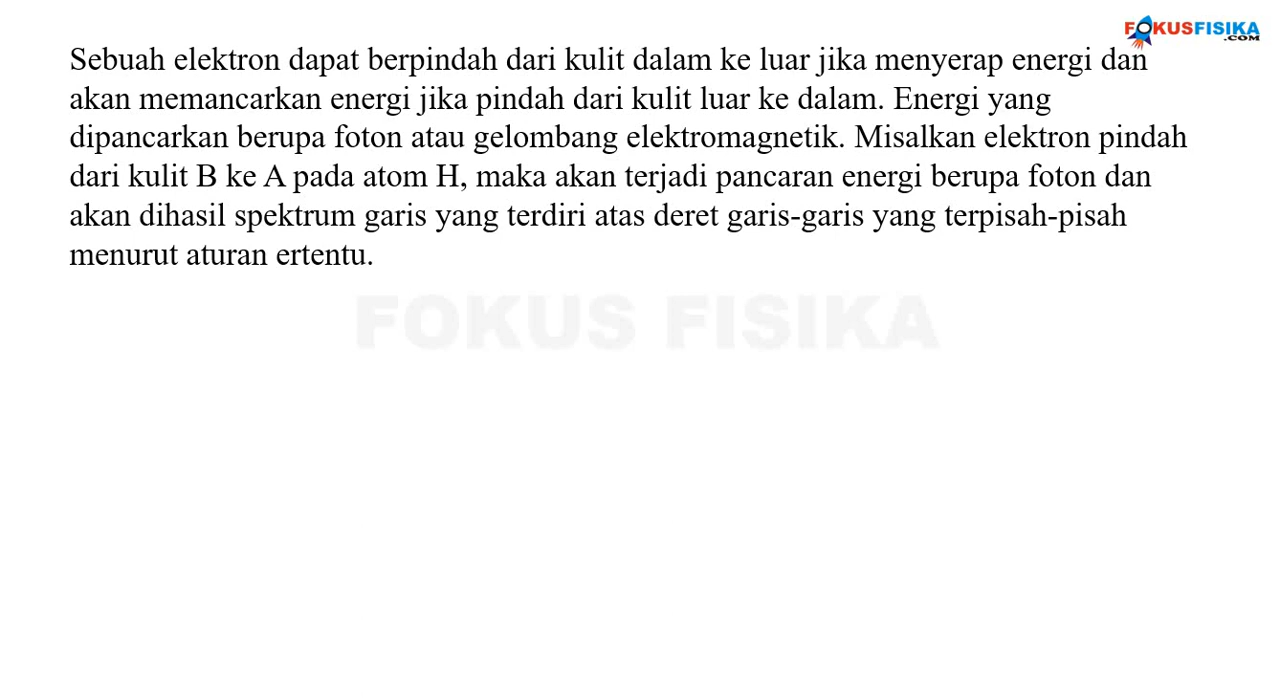 FOKUSFISIKA
.COM
Sebuah elektron dapat berpindah dari kulit dalam ke luar jika menyerap energi dan
akan memancarkan energi jika pindah dari kulit luar ke dalam. Energi yang
dipancarkan berupa foton atau gelombang elektromagnetik. Misalkan elektron pindah
dari kulit B ke A pada atom H, maka akan terjadi pancaran energi berupa foton dan
akan dihasil spektrum garis yang terdiri atas deret garis-garis yang terpisah-pisah
menurut aturan ertentu.
FOKUS FISIKA